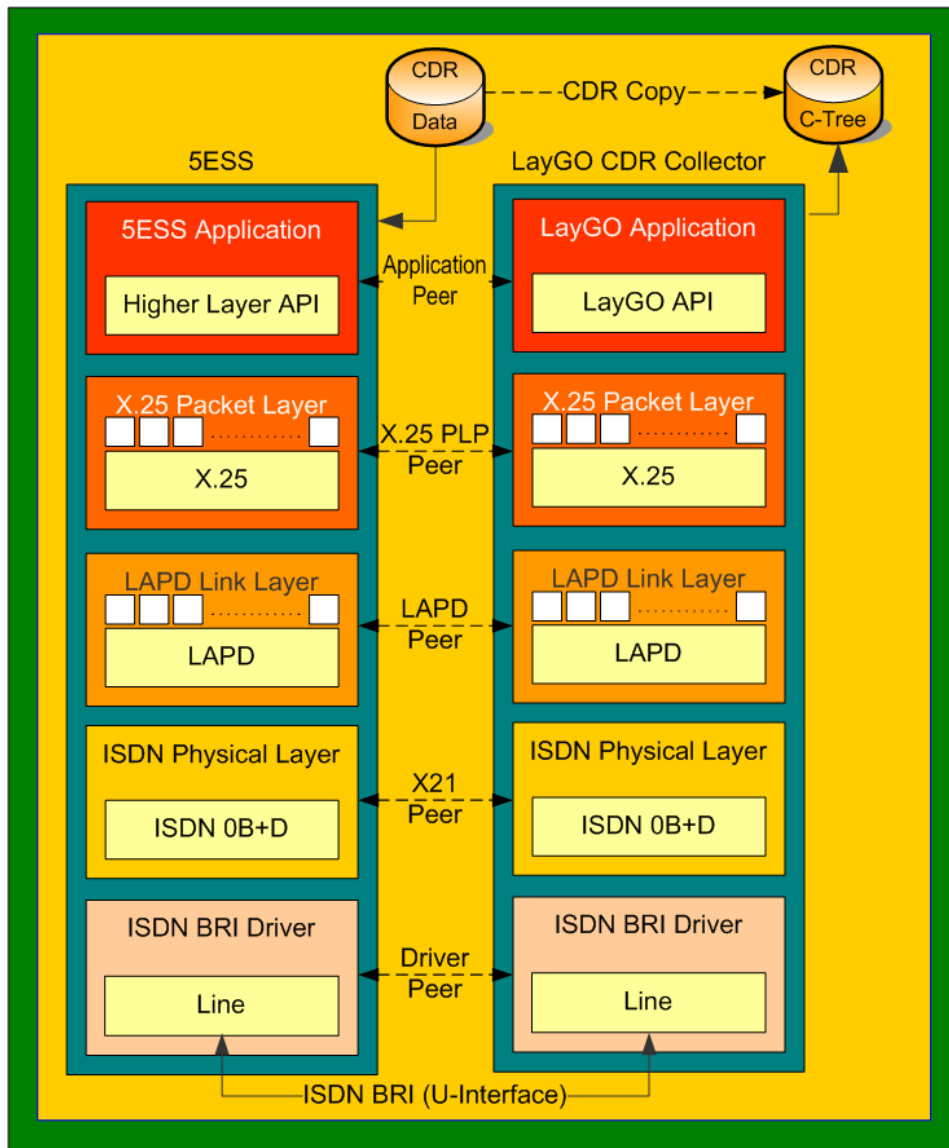 CDR
Data
CDR Copy
CDR
C-Tree
5ESS
LayGO CDR Collector
5ESS Application
Higher Layer API
Application
Peer
LayGO Application
LayGO API
X.25 Packet Layer
............
X.25
X.25 PLP
Peer
X.25 Packet Layer
............
X.25
LAPD Link Layer
............
LAPD
LAPD
Peer
LAPD Link Layer
............
LAPD
ISDN Physical Layer
ISDN 0B+D
X21
Peer
ISDN Physical Layer
ISDN 0B+D
ISDN BRI Driver
Line
Driver
Peer
ISDN BRI Driver
Line
ISDN BRI (U-Interface)